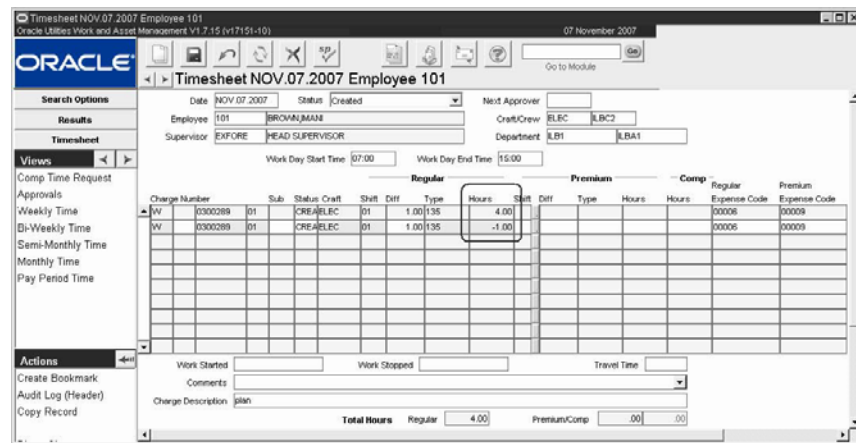 Timesheet NOV.07.2007 Employee 101
Oracle Utilities Work and Asset Management V1.7.15 (v17151-10) 07 November 2007
ORACLE
sp
Go
Go to Module
Timesheet NOV.07.2007 Employee 101
Search Options
Results
Timesheet
Views
Comp Time Request
Approvals
Weekly Time
Bi-Weekly Time
Semi-Monthly Time
Monthly Time
Pay Period Time
Actions
Create Bookmark
Audit Log (Header)
Copy Record
Date NOV.07.2007 Status Created Next Approver
Employee 101 BROWN,IMANI Craft/Crew ELEC ILBC2
Supervisor EXFORE HEAD SUPERVISOR Department ILB1 ILBA1
Work Day Start Time 07:00 Work Day End Time 15:00
Regular Premium Comp Regular Premium
Charge Number Sub Status Craft Shift Diff Type Hours Shift Diff Type Hours Hours Expense Code Expense Code
W 0300289 01 CREA ELEC 01 1.00 135 4.00 00006 00009
W 0300289 01 CREA ELEC 01 1.00 135 -1.00 00006 00009
Work Started Work Stopped Travel Time
Comments
Charge Description plan
Total Hours Regular 4.00 Premium/Comp .00 .00